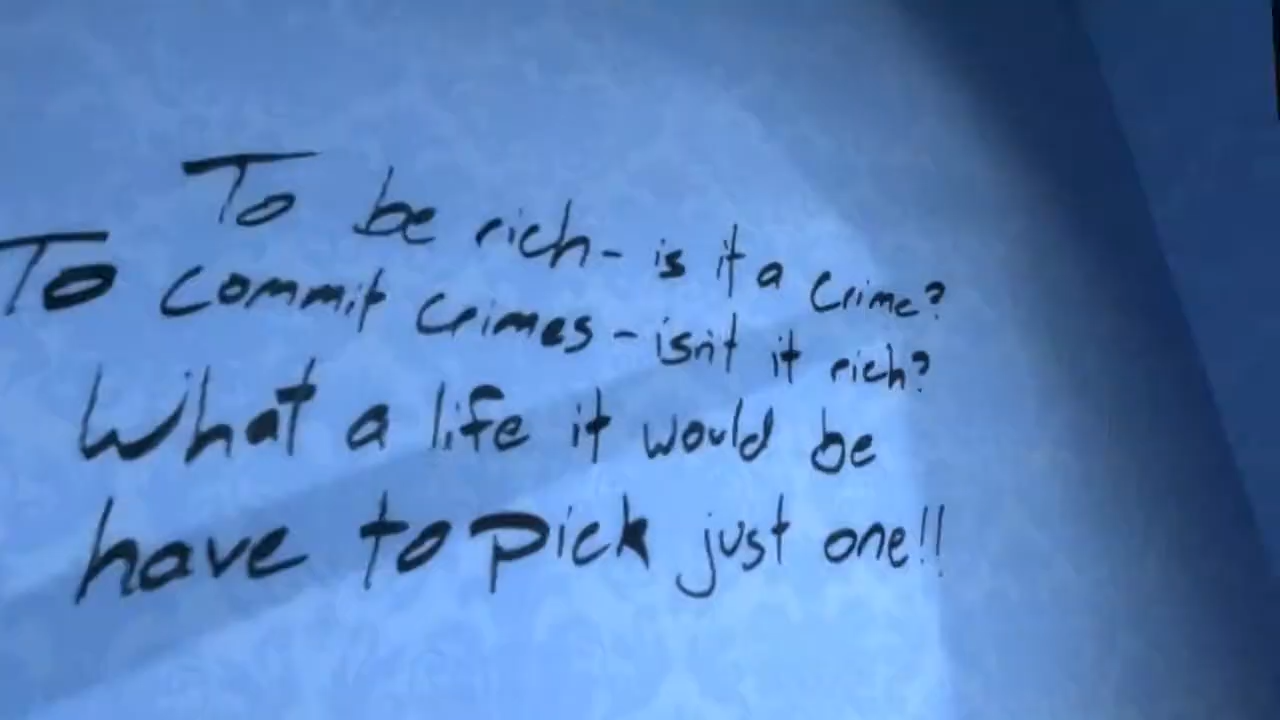 To be rich- is it a crime?
To commit crimes - isn't it rich?
What a life it would be
have to pick just one!!